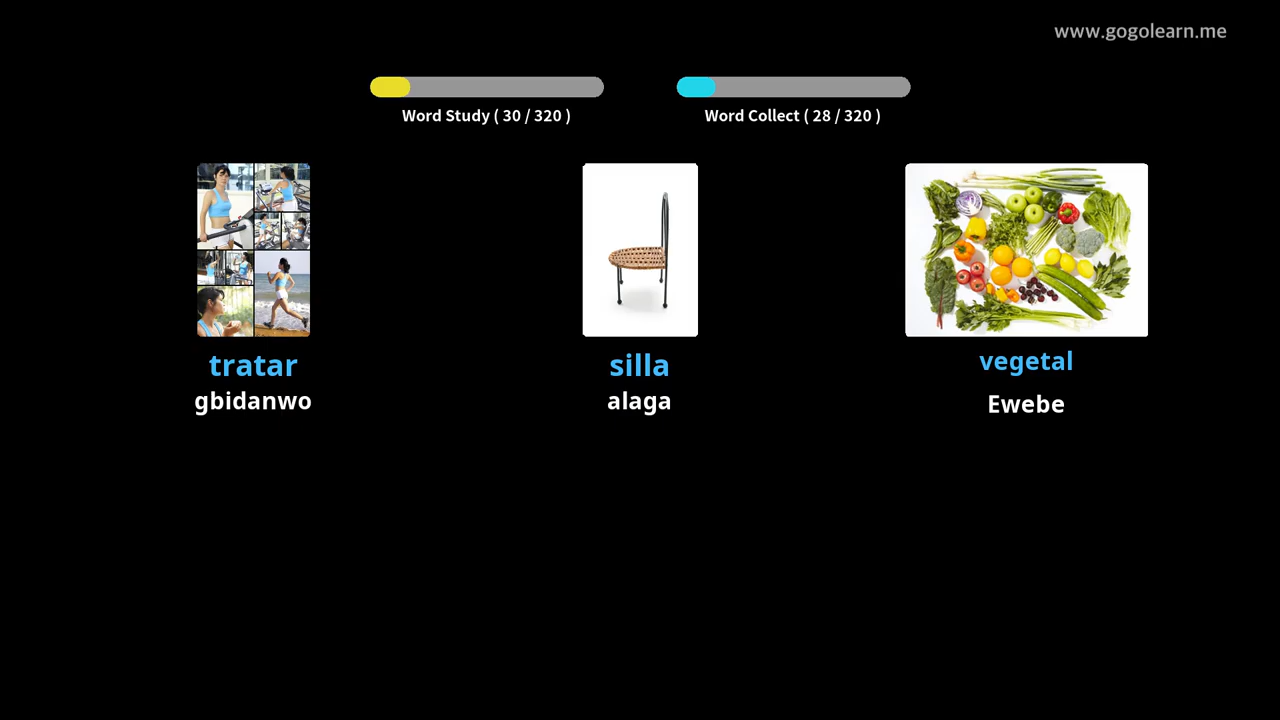 www.gogolearn.me
Word Study ( 30 / 320 )
Word Collect ( 28 / 320 )
tratar
gbidanwo
silla
alaga
vegetal
Ewebe